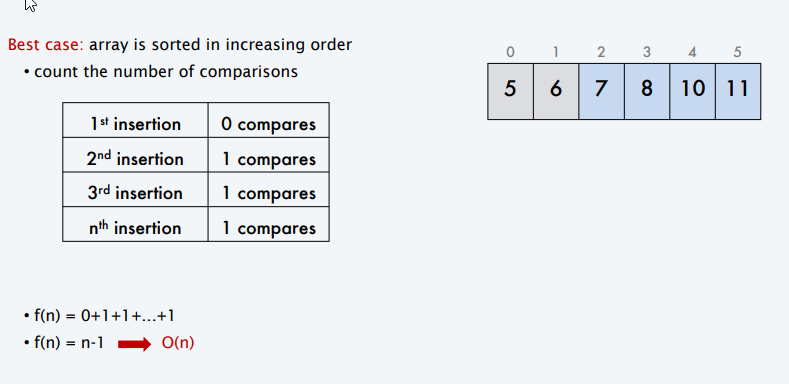 Best case: array is sorted in increasing order
• count the number of comparisons
0 1 2 3 4 5
5 6 7 8 10 11
1st insertion 0 compares
2nd insertion 1 compares
3rd insertion 1 compares
nth insertion 1 compares
• f(n) = 0+1+1+...+1
• f(n) = n-1 O(n)